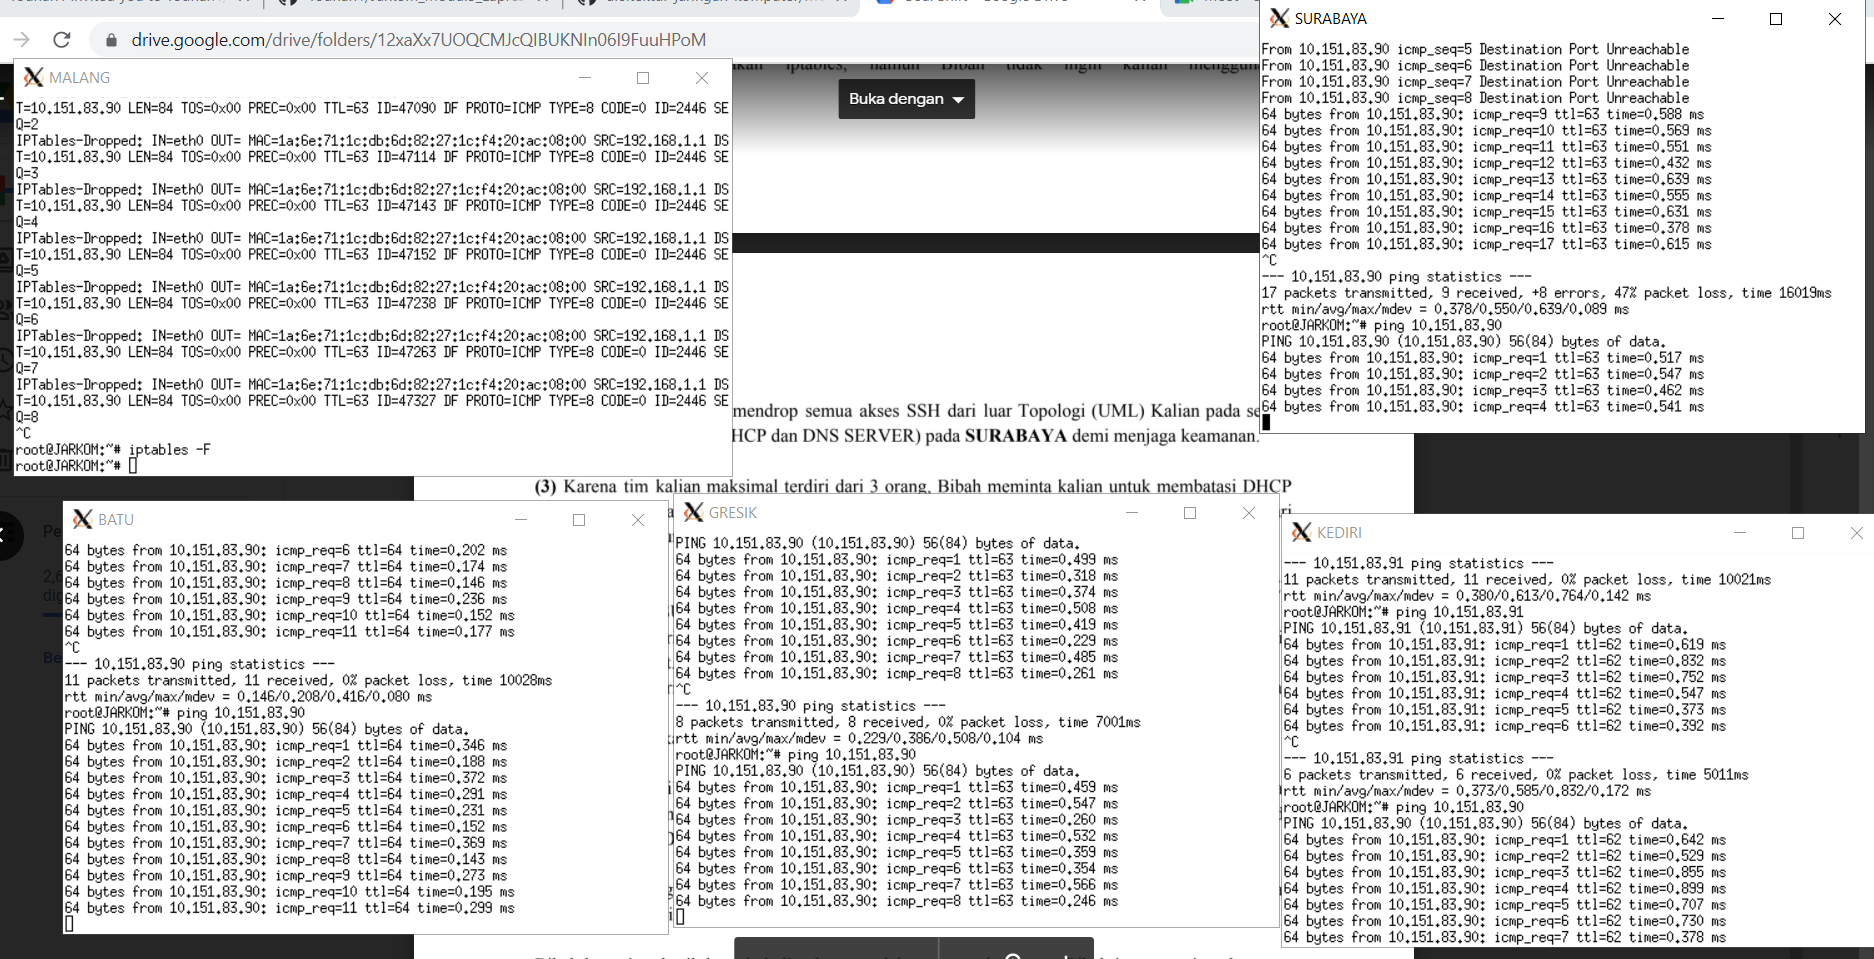 drive.google.com/drive/folders/12xaXx7UOQCMJcQIBUKNIn06I9FuuHPoM
Buka dengan
mendrop semua akses SSH dari luar Topologi (UML) Kalian pada se
HCP dan DNS SERVER) pada SURABAYA demi menjaga keamanan.
(3) Karena tim kalian maksimal terdiri dari 3 orang, Bibah meminta kalian untuk membatasi DHCP
MALANG
T=10.151.83.90 LEN=84 TOS=0x00 PREC=0x00 TTL=63 ID=47090 DF PROTO=ICMP TYPE=8 CODE=0 ID=2446 SE
Q=2
IPTables-Dropped: IN=eth0 OUT= MAC=1a:6e:71:1c:db:6d:82:27:1c:f4:20:ac:08:00 SRC=192.168.1.1 DS
T=10.151.83.90 LEN=84 TOS=0x00 PREC=0x00 TTL=63 ID=47114 DF PROTO=ICMP TYPE=8 CODE=0 ID=2446 SE
Q=3
IPTables-Dropped: IN=eth0 OUT= MAC=1a:6e:71:1c:db:6d:82:27:1c:f4:20:ac:08:00 SRC=192.168.1.1 DS
T=10.151.83.90 LEN=84 TOS=0x00 PREC=0x00 TTL=63 ID=47143 DF PROTO=ICMP TYPE=8 CODE=0 ID=2446 SE
Q=4
IPTables-Dropped: IN=eth0 OUT= MAC=1a:6e:71:1c:db:6d:82:27:1c:f4:20:ac:08:00 SRC=192.168.1.1 DS
T=10.151.83.90 LEN=84 TOS=0x00 PREC=0x00 TTL=63 ID=47152 DF PROTO=ICMP TYPE=8 CODE=0 ID=2446 SE
Q=5
IPTables-Dropped: IN=eth0 OUT= MAC=1a:6e:71:1c:db:6d:82:27:1c:f4:20:ac:08:00 SRC=192.168.1.1 DS
T=10.151.83.90 LEN=84 TOS=0x00 PREC=0x00 TTL=63 ID=47238 DF PROTO=ICMP TYPE=8 CODE=0 ID=2446 SE
Q=6
IPTables-Dropped: IN=eth0 OUT= MAC=1a:6e:71:1c:db:6d:82:27:1c:f4:20:ac:08:00 SRC=192.168.1.1 DS
T=10.151.83.90 LEN=84 TOS=0x00 PREC=0x00 TTL=63 ID=47263 DF PROTO=ICMP TYPE=8 CODE=0 ID=2446 SE
Q=7
IPTables-Dropped: IN=eth0 OUT= MAC=1a:6e:71:1c:db:6d:82:27:1c:f4:20:ac:08:00 SRC=192.168.1.1 DS
T=10.151.83.90 LEN=84 TOS=0x00 PREC=0x00 TTL=63 ID=47327 DF PROTO=ICMP TYPE=8 CODE=0 ID=2446 SE
Q=8
^C
root@JARKOM:~# iptables -F
root@JARKOM:~#
SURABAYA
From 10.151.83.90 icmp_seq=5 Destination Port Unreachable
From 10.151.83.90 icmp_seq=6 Destination Port Unreachable
From 10.151.83.90 icmp_seq=7 Destination Port Unreachable
From 10.151.83.90 icmp_seq=8 Destination Port Unreachable
64 bytes from 10.151.83.90: icmp_req=9 ttl=63 time=0.588 ms
64 bytes from 10.151.83.90: icmp_req=10 ttl=63 time=0.569 ms
64 bytes from 10.151.83.90: icmp_req=11 ttl=63 time=0.551 ms
64 bytes from 10.151.83.90: icmp_req=12 ttl=63 time=0.432 ms
64 bytes from 10.151.83.90: icmp_req=13 ttl=63 time=0.639 ms
64 bytes from 10.151.83.90: icmp_req=14 ttl=63 time=0.555 ms
64 bytes from 10.151.83.90: icmp_req=15 ttl=63 time=0.631 ms
64 bytes from 10.151.83.90: icmp_req=16 ttl=63 time=0.378 ms
64 bytes from 10.151.83.90: icmp_req=17 ttl=63 time=0.615 ms
^C
--- 10.151.83.90 ping statistics ---
17 packets transmitted, 9 received, +8 errors, 47% packet loss, time 16019ms
rtt min/avg/max/mdev = 0.378/0.550/0.639/0.089 ms
root@JARKOM:~# ping 10.151.83.90
PING 10.151.83.90 (10.151.83.90) 56(84) bytes of data.
64 bytes from 10.151.83.90: icmp_req=1 ttl=63 time=0.517 ms
64 bytes from 10.151.83.90: icmp_req=2 ttl=63 time=0.547 ms
64 bytes from 10.151.83.90: icmp_req=3 ttl=63 time=0.462 ms
64 bytes from 10.151.83.90: icmp_req=4 ttl=63 time=0.541 ms
BATU
64 bytes from 10.151.83.90: icmp_req=6 ttl=64 time=0.202 ms
64 bytes from 10.151.83.90: icmp_req=7 ttl=64 time=0.174 ms
64 bytes from 10.151.83.90: icmp_req=8 ttl=64 time=0.146 ms
64 bytes from 10.151.83.90: icmp_req=9 ttl=64 time=0.236 ms
64 bytes from 10.151.83.90: icmp_req=10 ttl=64 time=0.152 ms
64 bytes from 10.151.83.90: icmp_req=11 ttl=64 time=0.177 ms
^C
--- 10.151.83.90 ping statistics ---
11 packets transmitted, 11 received, 0% packet loss, time 10028ms
rtt min/avg/max/mdev = 0.146/0.208/0.416/0.080 ms
root@JARKOM:~# ping 10.151.83.90
PING 10.151.83.90 (10.151.83.90) 56(84) bytes of data.
64 bytes from 10.151.83.90: icmp_req=1 ttl=64 time=0.346 ms
64 bytes from 10.151.83.90: icmp_req=2 ttl=64 time=0.188 ms
64 bytes from 10.151.83.90: icmp_req=3 ttl=64 time=0.372 ms
64 bytes from 10.151.83.90: icmp_req=4 ttl=64 time=0.291 ms
64 bytes from 10.151.83.90: icmp_req=5 ttl=64 time=0.231 ms
64 bytes from 10.151.83.90: icmp_req=6 ttl=64 time=0.152 ms
64 bytes from 10.151.83.90: icmp_req=7 ttl=64 time=0.369 ms
64 bytes from 10.151.83.90: icmp_req=8 ttl=64 time=0.143 ms
64 bytes from 10.151.83.90: icmp_req=9 ttl=64 time=0.273 ms
64 bytes from 10.151.83.90: icmp_req=10 ttl=64 time=0.195 ms
64 bytes from 10.151.83.90: icmp_req=11 ttl=64 time=0.299 ms
GRESIK
PING 10.151.83.90 (10.151.83.90) 56(84) bytes of data.
64 bytes from 10.151.83.90: icmp_req=1 ttl=63 time=0.499 ms
64 bytes from 10.151.83.90: icmp_req=2 ttl=63 time=0.318 ms
64 bytes from 10.151.83.90: icmp_req=3 ttl=63 time=0.374 ms
64 bytes from 10.151.83.90: icmp_req=4 ttl=63 time=0.508 ms
64 bytes from 10.151.83.90: icmp_req=5 ttl=63 time=0.419 ms
64 bytes from 10.151.83.90: icmp_req=6 ttl=63 time=0.229 ms
64 bytes from 10.151.83.90: icmp_req=7 ttl=63 time=0.485 ms
64 bytes from 10.151.83.90: icmp_req=8 ttl=63 time=0.261 ms
^C
--- 10.151.83.90 ping statistics ---
8 packets transmitted, 8 received, 0% packet loss, time 7001ms
rtt min/avg/max/mdev = 0.229/0.386/0.508/0.104 ms
root@JARKOM:~# ping 10.151.83.90
PING 10.151.83.90 (10.151.83.90) 56(84) bytes of data.
64 bytes from 10.151.83.90: icmp_req=1 ttl=63 time=0.459 ms
64 bytes from 10.151.83.90: icmp_req=2 ttl=63 time=0.547 ms
64 bytes from 10.151.83.90: icmp_req=3 ttl=63 time=0.260 ms
64 bytes from 10.151.83.90: icmp_req=4 ttl=63 time=0.532 ms
64 bytes from 10.151.83.90: icmp_req=5 ttl=63 time=0.359 ms
64 bytes from 10.151.83.90: icmp_req=6 ttl=63 time=0.354 ms
64 bytes from 10.151.83.90: icmp_req=7 ttl=63 time=0.566 ms
64 bytes from 10.151.83.90: icmp_req=8 ttl=63 time=0.246 ms
KEDIRI
--- 10.151.83.91 ping statistics ---
11 packets transmitted, 11 received, 0% packet loss, time 10021ms
rtt min/avg/max/mdev = 0.380/0.613/0.764/0.142 ms
root@JARKOM:~# ping 10.151.83.91
PING 10.151.83.91 (10.151.83.91) 56(84) bytes of data.
64 bytes from 10.151.83.91: icmp_req=1 ttl=62 time=0.619 ms
64 bytes from 10.151.83.91: icmp_req=2 ttl=62 time=0.832 ms
64 bytes from 10.151.83.91: icmp_req=3 ttl=62 time=0.752 ms
64 bytes from 10.151.83.91: icmp_req=4 ttl=62 time=0.547 ms
64 bytes from 10.151.83.91: icmp_req=5 ttl=62 time=0.373 ms
64 bytes from 10.151.83.91: icmp_req=6 ttl=62 time=0.392 ms
^C
--- 10.151.83.91 ping statistics ---
6 packets transmitted, 6 received, 0% packet loss, time 5011ms
rtt min/avg/max/mdev = 0.373/0.585/0.832/0.172 ms
root@JARKOM:~# ping 10.151.83.90
PING 10.151.83.90 (10.151.83.90) 56(84) bytes of data.
64 bytes from 10.151.83.90: icmp_req=1 ttl=62 time=0.642 ms
64 bytes from 10.151.83.90: icmp_req=2 ttl=62 time=0.529 ms
64 bytes from 10.151.83.90: icmp_req=3 ttl=62 time=0.855 ms
64 bytes from 10.151.83.90: icmp_req=4 ttl=62 time=0.899 ms
64 bytes from 10.151.83.90: icmp_req=5 ttl=62 time=0.707 ms
64 bytes from 10.151.83.90: icmp_req=6 ttl=62 time=0.730 ms
64 bytes from 10.151.83.90: icmp_req=7 ttl=62 time=0.378 ms